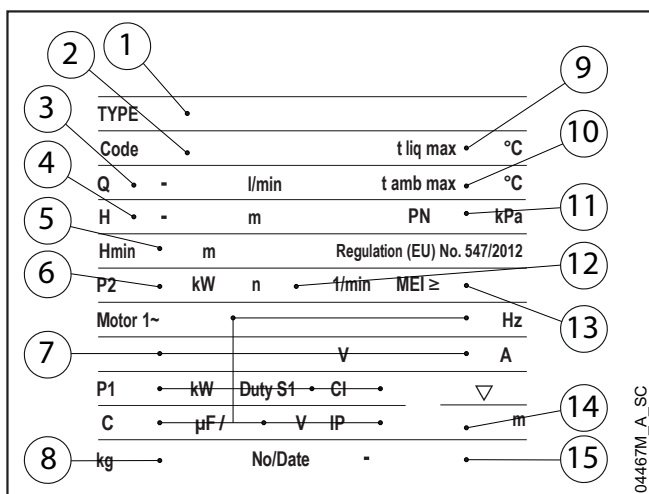 1
2
9
3
10
4
11
5
6
12
13
7
14
8
15
TYPE
Code t liq max °C
Q - l/min t amb max °C
H - m PN kPa
Hmin m Regulation (EU) No. 547/2012
P2 kW n 1/min MEI ≥
Motor 1~ Hz
V A
P1 kW Duty S1 Cl
C µF / V IP m
kg No/Date -
04467M_A_SC